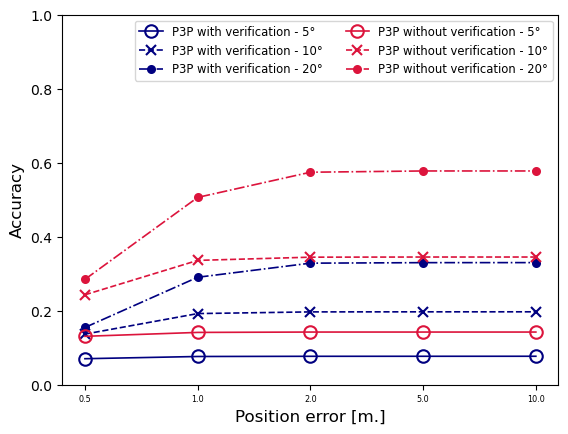 1.0
P3P with verification - 5°
P3P with verification - 10°
P3P with verification - 20°
P3P without verification - 5°
P3P without verification - 10°
P3P without verification - 20°
0.8
0.6
0.4
0.2
0.0
Accuracy
0.5 1.0 2.0 5.0 10.0
Position error [m.]